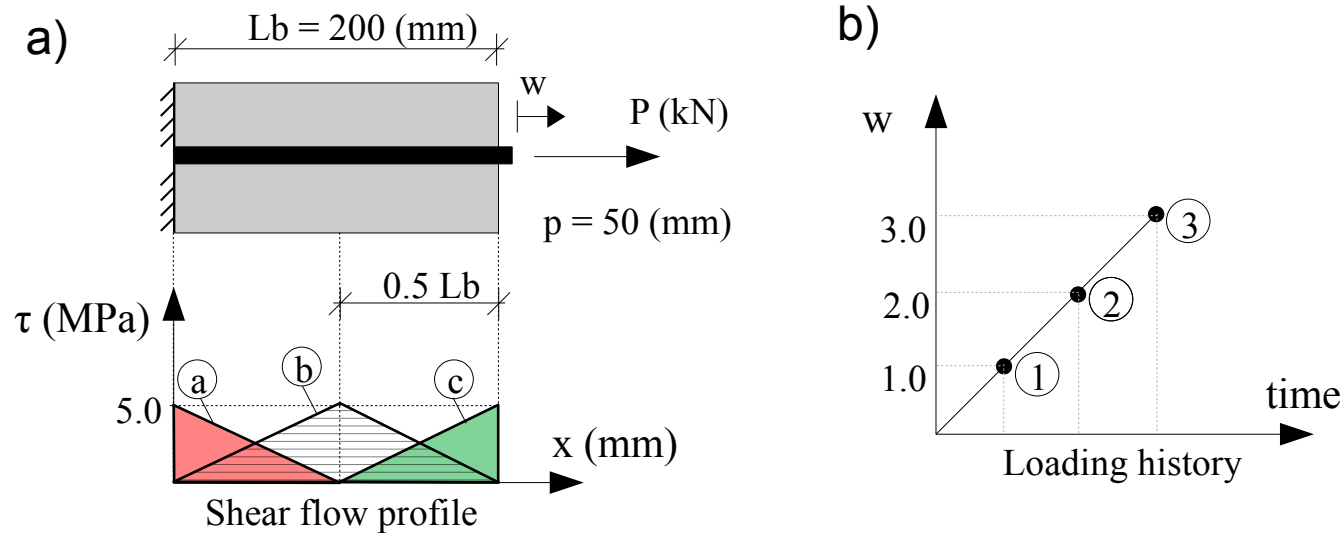 a)
Lb = 200 (mm)
w
P (kN)
p = 50 (mm)
0.5 Lb
τ (MPa)
a
b
c
5.0
x (mm)
Shear flow profile
b)
w
3.0
3
2.0
2
1.0
1
time
Loading history